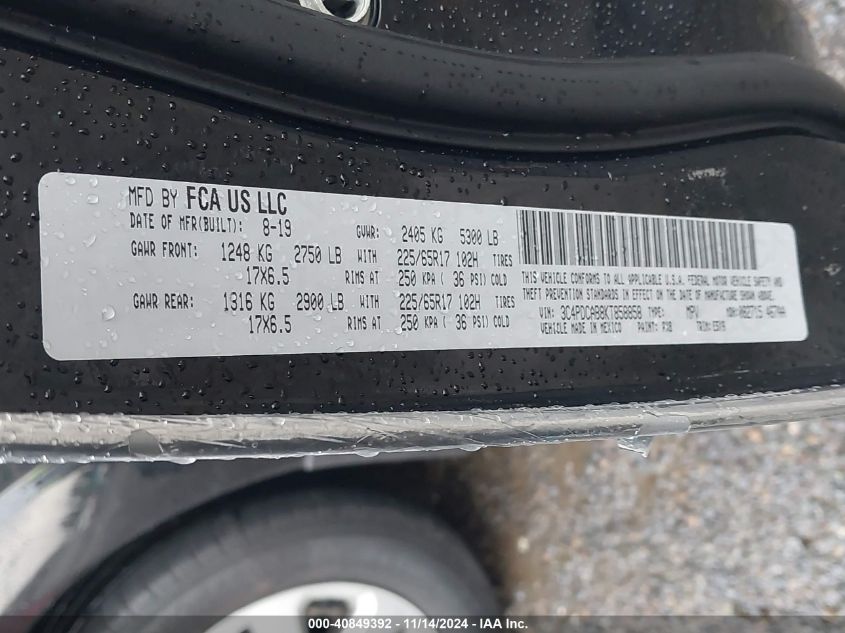 MFD BY FCA US LLC
DATE OF MFR(BUILT): 8-19 GVWR: 2405 KG 5300 LB
GAWR FRONT: 1248 KG 2750 LB WITH 225/65R17 102H TIRES
17X6.5 RIMS AT 250 KPA ( 36 PSI) COLD
GAWR REAR: 1316 KG 2900 LB WITH 225/65R17 102H TIRES
17X6.5 RIMS AT 250 KPA ( 36 PSI) COLD
THIS VEHICLE CONFORMS TO ALL APPLICABLE U.S.A. FEDERAL MOTOR VEHICLE SAFETY AND
THEFT PREVENTION STANDARDS IN EFFECT ON THE DATE OF MANUFACTURE SHOWN ABOVE.
VIN: 3C4PDCAB8KT858858 TYPE: MPV MDH:
VEHICLE MADE IN MEXICO PAINT: TRIM:
000-40849392 - 11/14/2024 - IAA Inc.